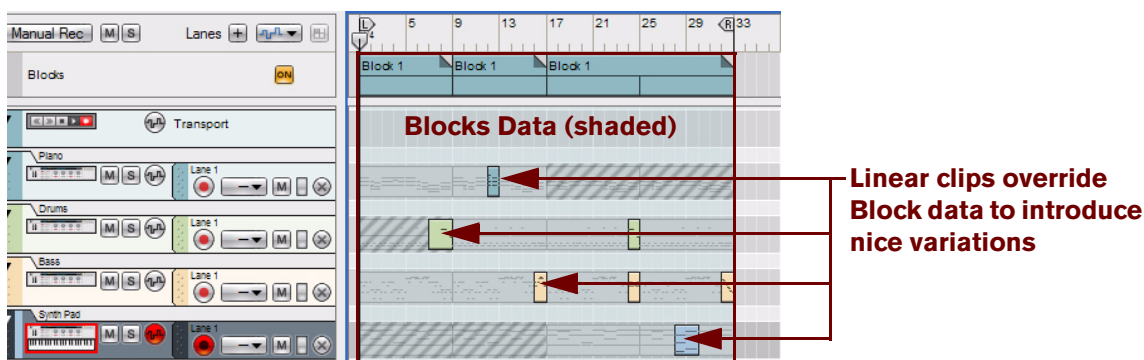 Manual Rec M S Lanes +
L 5 9 13 17 21 25 29 R 33
4
Blocks ON
Block 1 Block 1 Block 1
Transport
Blocks Data (shaded)
Piano
M S Lane 1
M
Drums
M S Lane 1
M
Bass
M S Lane 1
M
Synth Pad
M S Lane 1
M
Linear clips override
Block data to introduce
nice variations